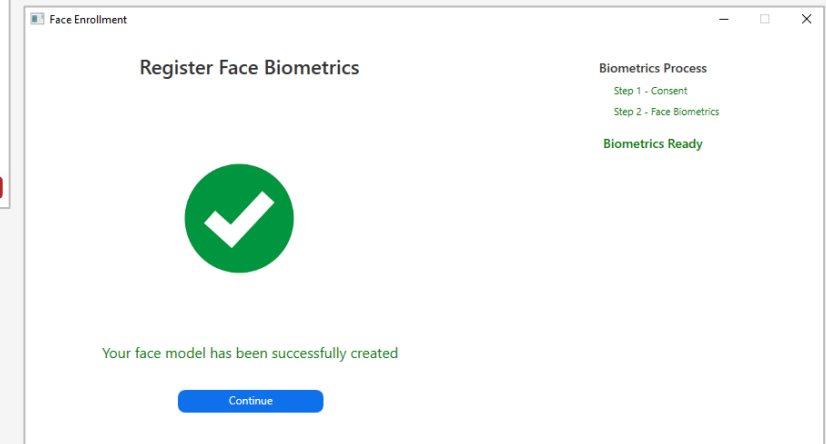 Face Enrollment
Register Face Biometrics
Your face model has been successfully created
Continue
Biometrics Process
Step 1 - Consent
Step 2 - Face Biometrics
Biometrics Ready